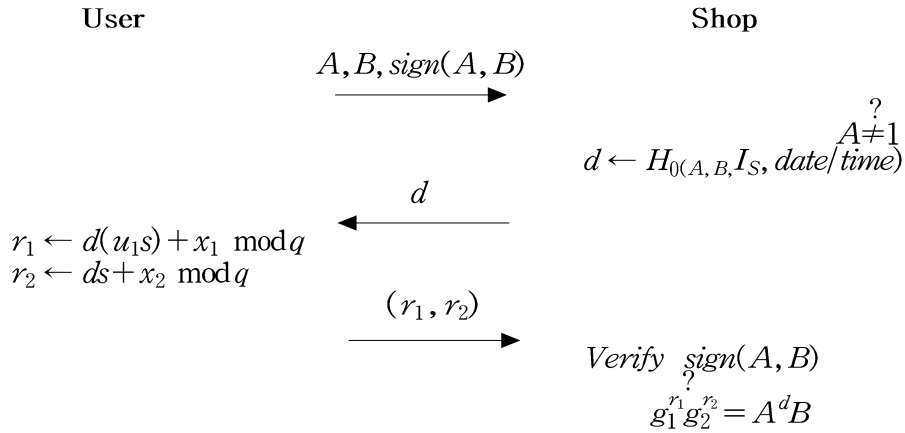 User Shop
A, B, sign(A, B)
?
A≠1
d ← H₀(A, B, I_S, date/time)
d
r₁ ← d(u₁s) + x₁ mod q
r₂ ← ds + x₂ mod q
(r₁, r₂)
Verify sign(A, B)
?
g₁^{r₁} g₂^{r₂} = A^d B